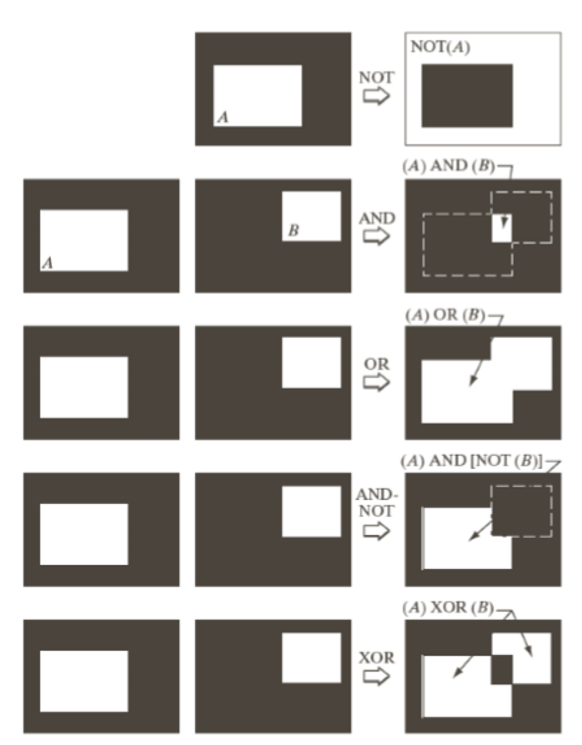 NOT(A)
NOT
A
(A) AND (B)
AND
B
A
(A) OR (B)
OR
(A) AND [NOT (B)]
AND-
NOT
(A) XOR (B)
XOR